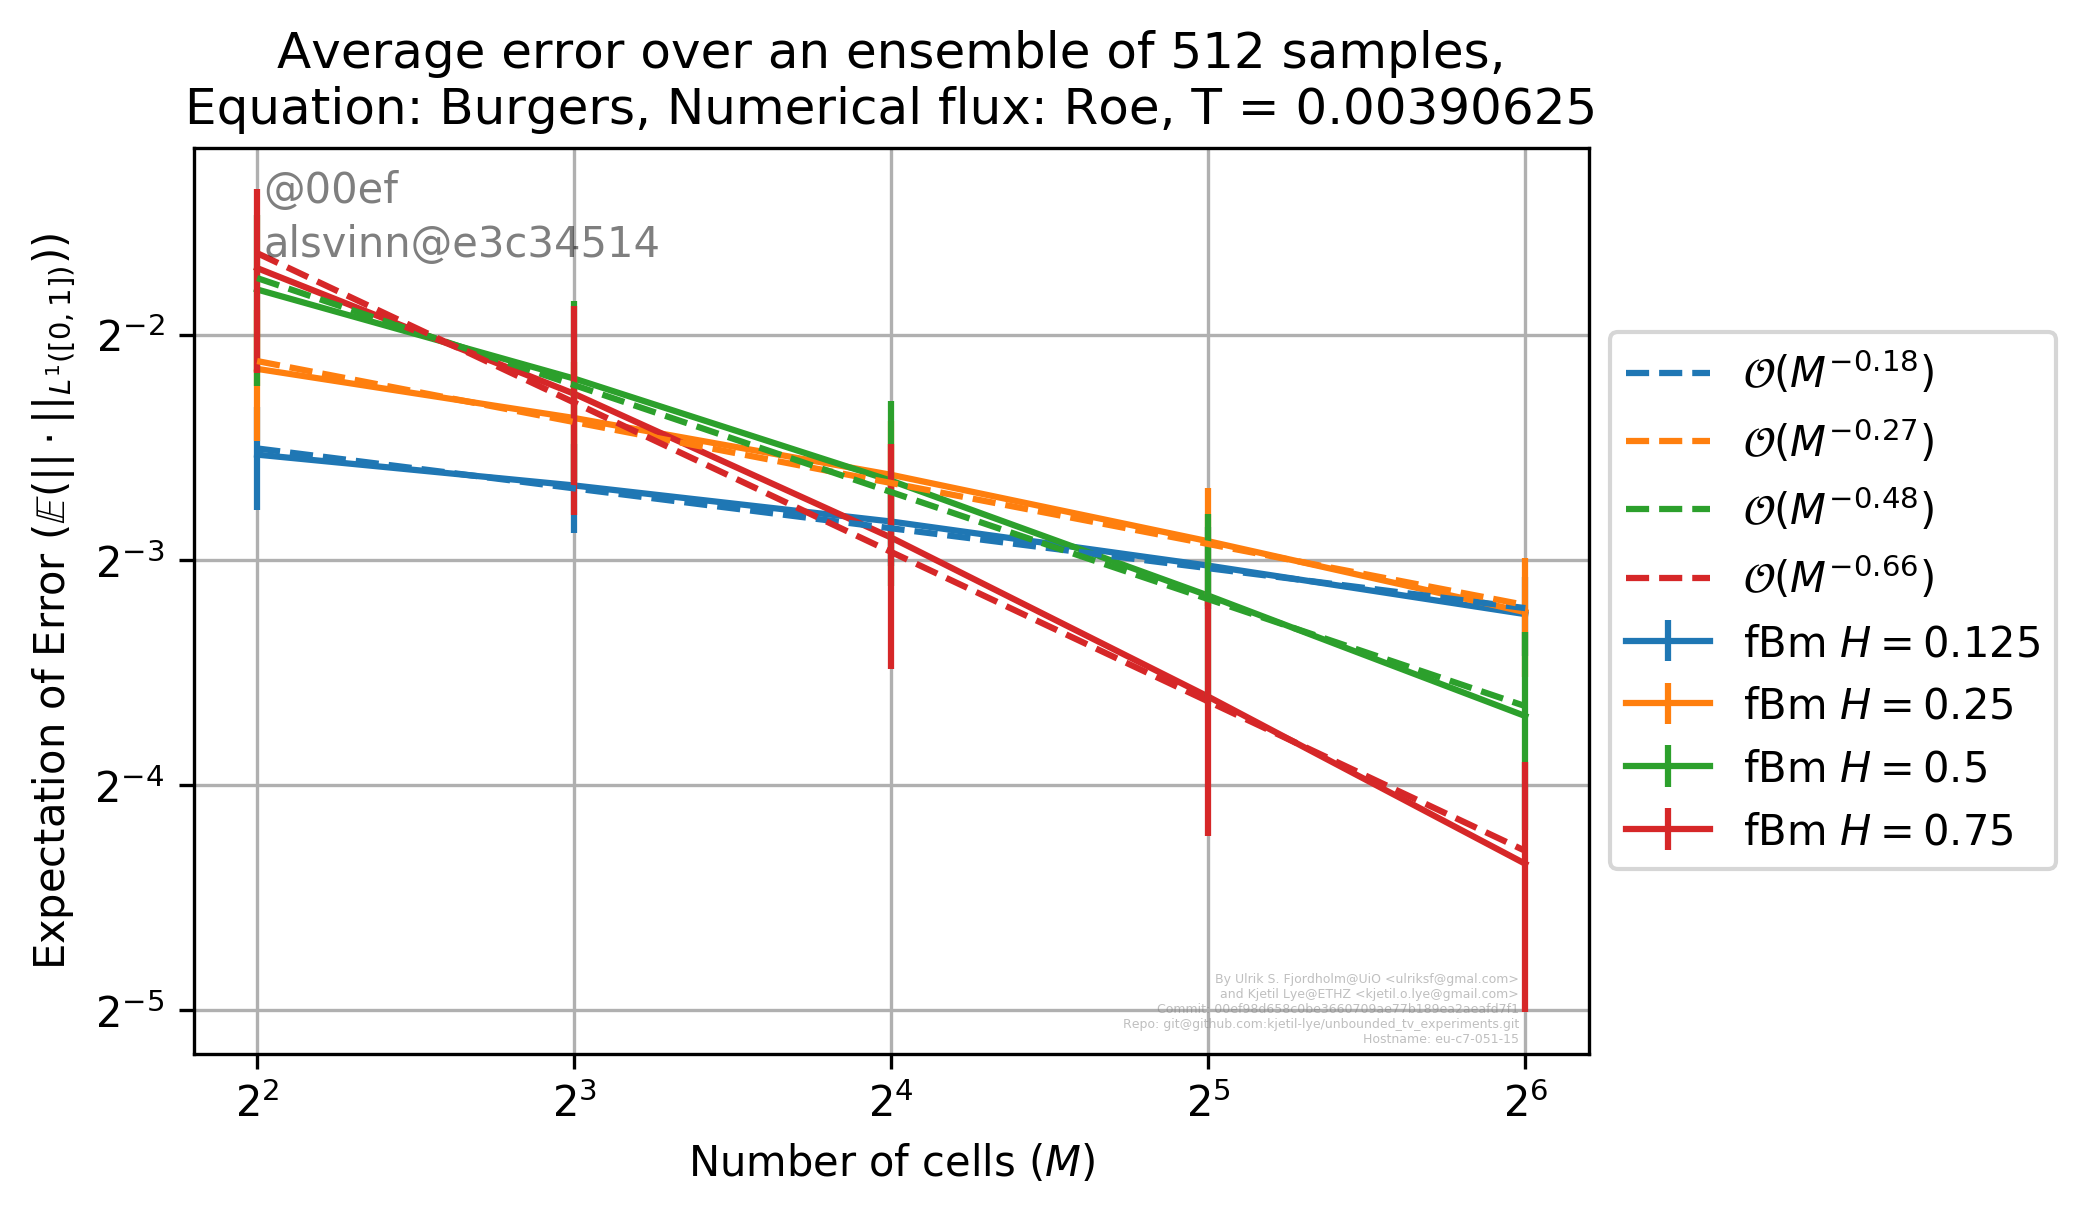 Average error over an ensemble of 512 samples,
Equation: Burgers, Numerical flux: Roe, T = 0.00390625
@00ef
alsvinn@e3c34514
Expectation of Error (𝔼(||·||_{L^1([0,1])}))
2^{-2}
2^{-3}
2^{-4}
2^{-5}
By Ulrik S. Fjordholm@UiO <ulriksf@gmal.com>
and Kjetil Lye@ETHZ <kjetil.o.lye@gmail.com>
Commit: 00ef98d658c0be3660709ae77b189ea2aeafd7f1
Repo: git@github.com:kjetil-lye/unbounded_tv_experiments.git
Hostname: eu-c7-051-15
2^2
2^3
2^4
2^5
2^6
Number of cells (M)
𝒪(M^{-0.18})
𝒪(M^{-0.27})
𝒪(M^{-0.48})
𝒪(M^{-0.66})
fBm H = 0.125
fBm H = 0.25
fBm H = 0.5
fBm H = 0.75